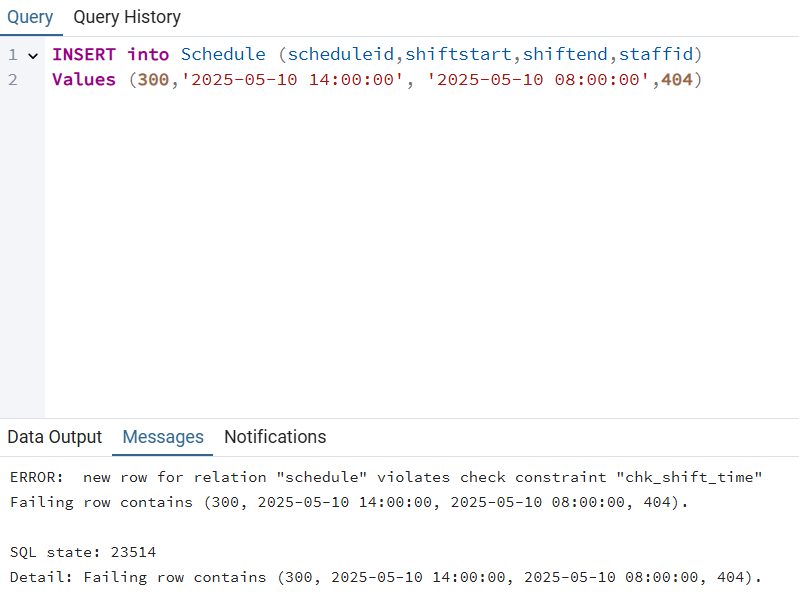 Query Query History
1 INSERT into Schedule (scheduleid,shiftstart,shiftend,staffid)
2 Values (300,'2025-05-10 14:00:00', '2025-05-10 08:00:00',404)
Data Output Messages Notifications
ERROR:  new row for relation "schedule" violates check constraint "chk_shift_time"
Failing row contains (300, 2025-05-10 14:00:00, 2025-05-10 08:00:00, 404).
SQL state: 23514
Detail: Failing row contains (300, 2025-05-10 14:00:00, 2025-05-10 08:00:00, 404).